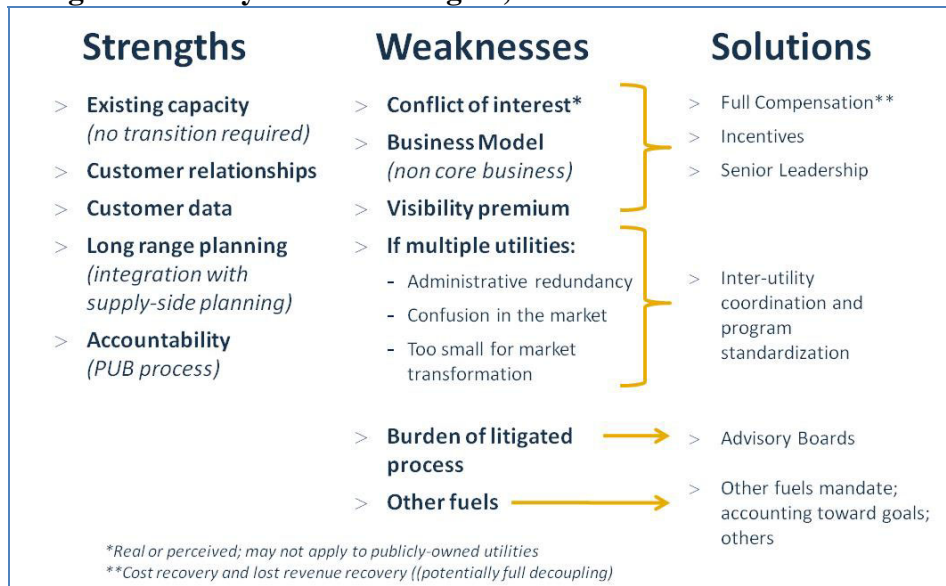 Strengths
> Existing capacity
(no transition required)
> Customer relationships
> Customer data
> Long range planning
(integration with
supply-side planning)
> Accountability
(PUB process)
Weaknesses
> Conflict of interest*
> Business Model
(non core business)
> Visibility premium
> If multiple utilities:
- Administrative redundancy
- Confusion in the market
- Too small for market
transformation
> Burden of litigated
process
> Other fuels
Solutions
> Full Compensation**
> Incentives
> Senior Leadership
> Inter-utility
coordination and
program
standardization
> Advisory Boards
> Other fuels mandate;
accounting toward goals;
others
*Real or perceived; may not apply to publicly-owned utilities
**Cost recovery and lost revenue recovery ((potentially full decoupling)